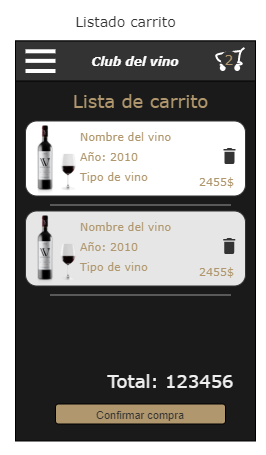 Listado carrito
Club del vino
2
Lista de carrito
Nombre del vino
Año: 2010
Tipo de vino
2455$
Nombre del vino
Año: 2010
Tipo de vino
2455$
Total: 123456
Confirmar compra